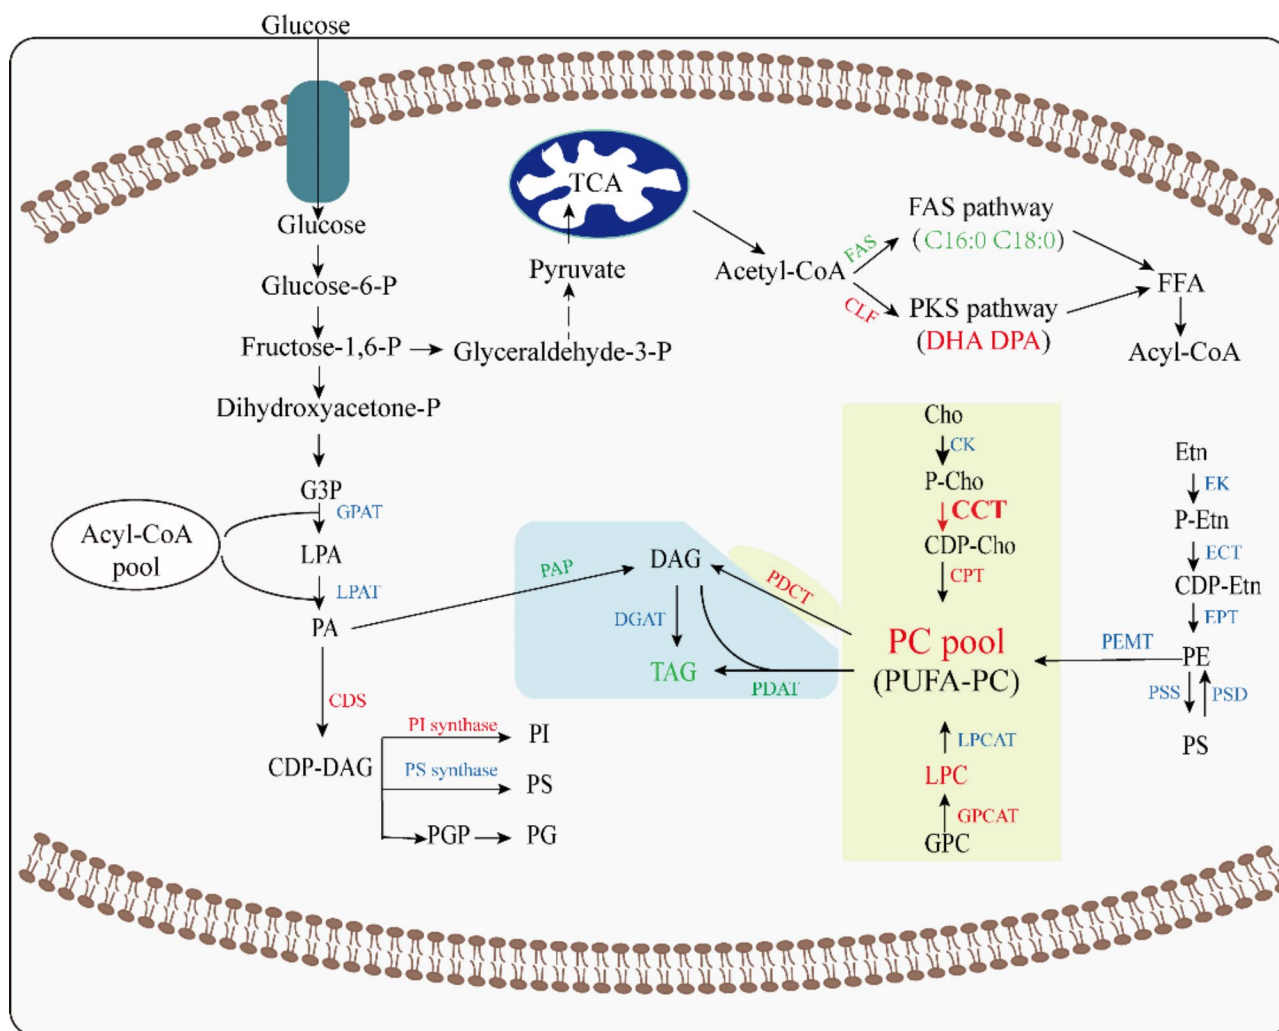 Glucose
Glucose
Glucose-6-P
Fructose-1,6-P
Glyceraldehyde-3-P
Pyruvate
TCA
Acetyl-CoA
FAS
CLF
FAS pathway
(C16:0 C18:0)
PKS pathway
(DHA DPA)
FFA
Acyl-CoA
Dihydroxyacetone-P
G3P
GPAT
Acyl-CoA
pool
LPA
LPAT
PA
PAP
DAG
DGAT
TAG
PDCT
PDAT
CDS
CDP-DAG
PI synthase
PI
PS synthase
PS
PGP
PG
Cho
CK
P-Cho
CCT
CDP-Cho
CPT
PC pool
(PUFA-PC)
LPCAT
LPC
GPCAT
GPC
Etn
EK
P-Etn
ECT
CDP-Etn
EPT
PEMT
PE
PSS
PSD
PS